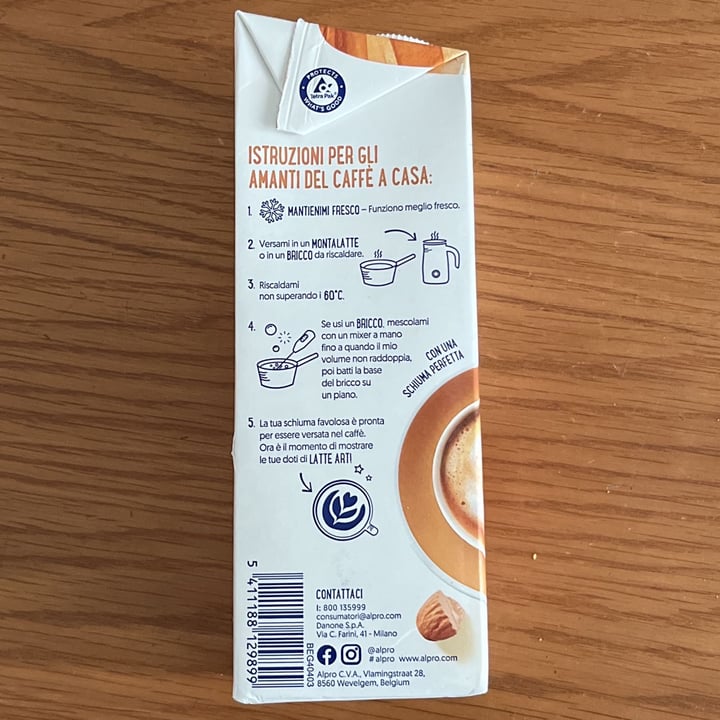 PROTECTS
Tetra Pak
WHAT'S GOOD
ISTRUZIONI PER GLI
AMANTI DEL CAFFÈ A CASA:
1. MANTIENIMI FRESCO – Funziono meglio fresco.
2. Versami in un MONTALATTE
o in un BRICCO da riscaldare.
3. Riscaldami
non superando i 60°C.
4. Se usi un BRICCO, mescolami
con un mixer a mano
fino a quando il mio
volume non raddoppia,
poi batti la base
del bricco su
un piano.
CON UNA
SCHIUMA PERFETTA
5. La tua schiuma favolosa è pronta
per essere versata nel caffè.
Ora è il momento di mostrare
le tue doti di LATTE ART!
5 411188 129899
BEG40403
CONTATTACI
I: 800 135999
consumatori@alpro.com
Danone S.p.A.
Via C. Farini, 41 - Milano
@alpro
#alpro www.alpro.com
Alpro C.V.A., Vlamingstraat 28,
8560 Wevelgem, Belgium